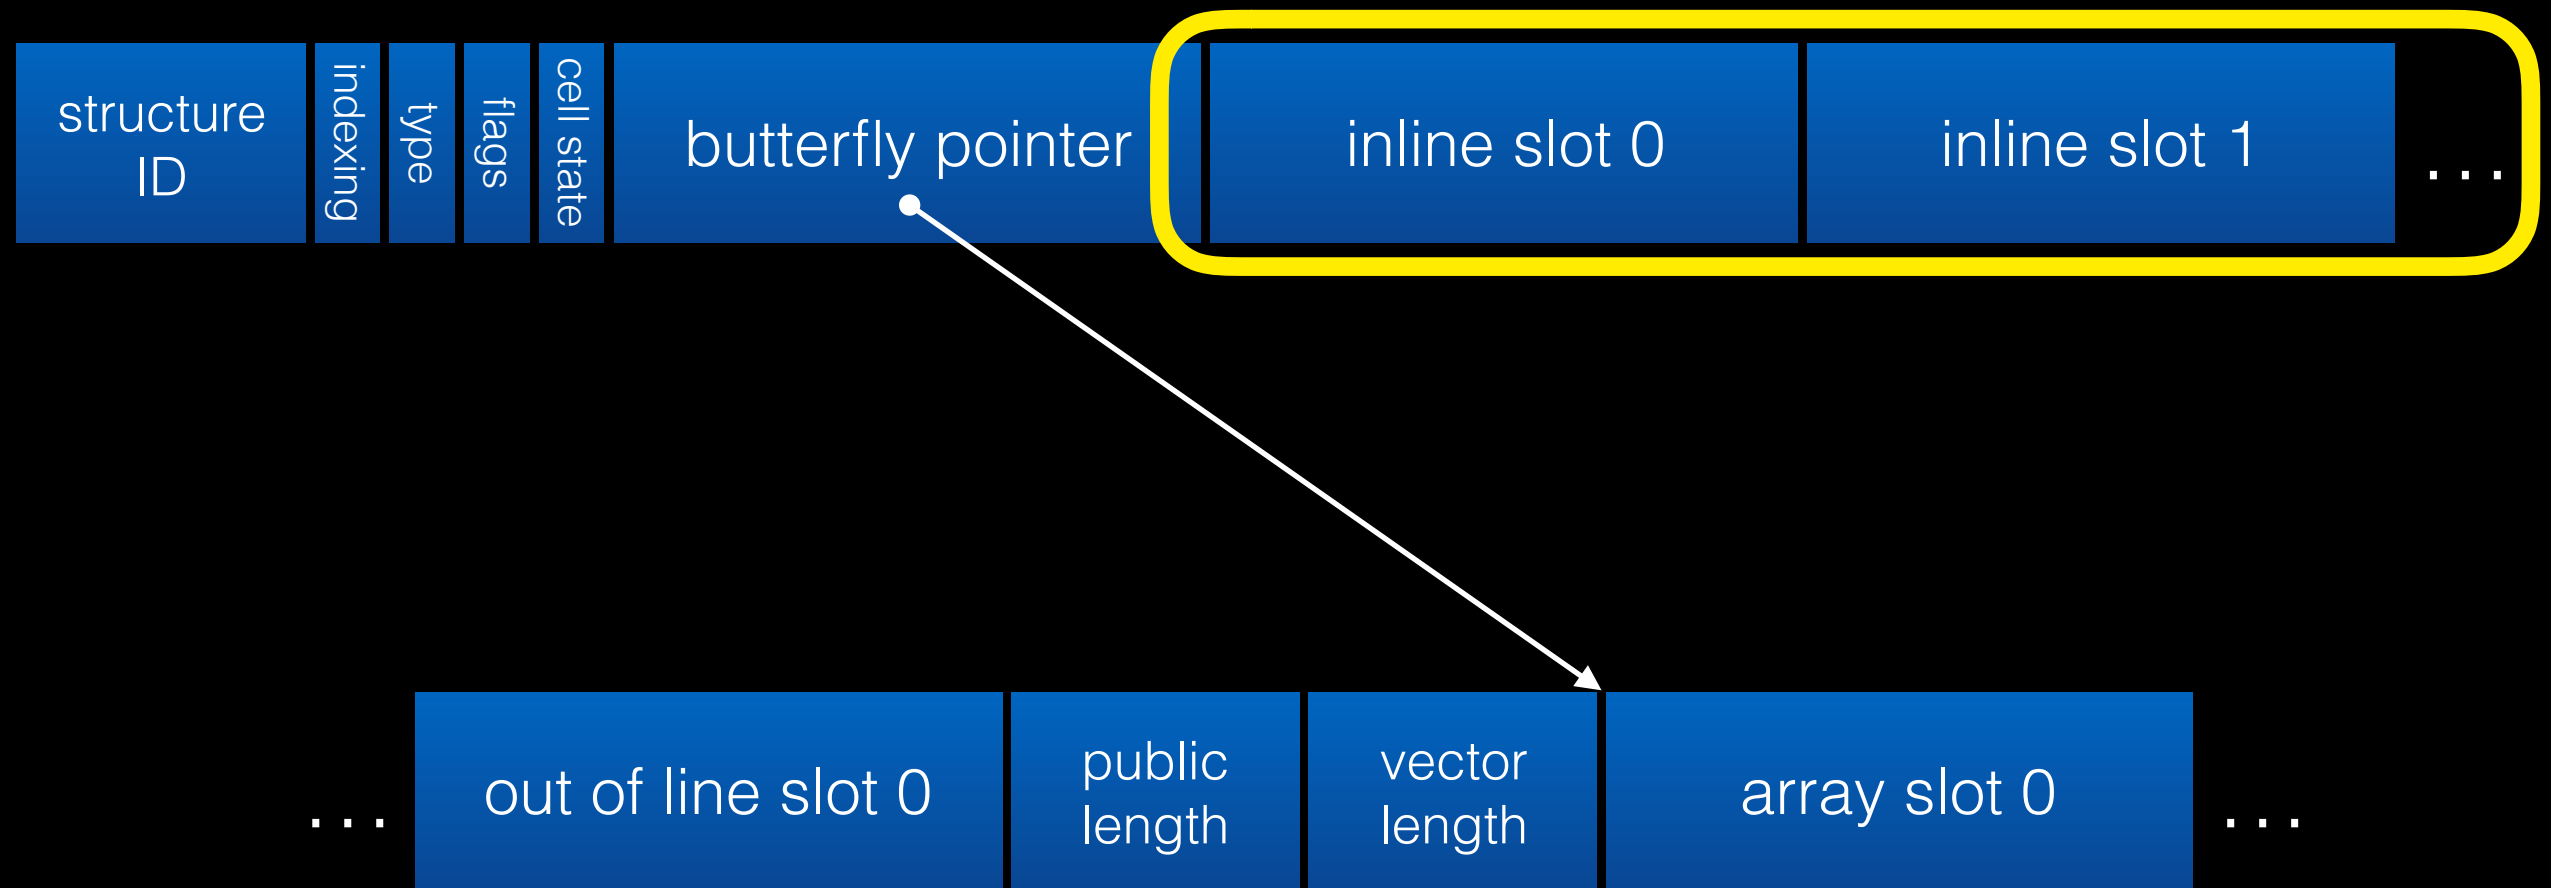 structure
ID
indexing
type
flags
cell state
butterfly pointer
inline slot 0
inline slot 1
...
...
out of line slot 0
public
length
vector
length
array slot 0
...